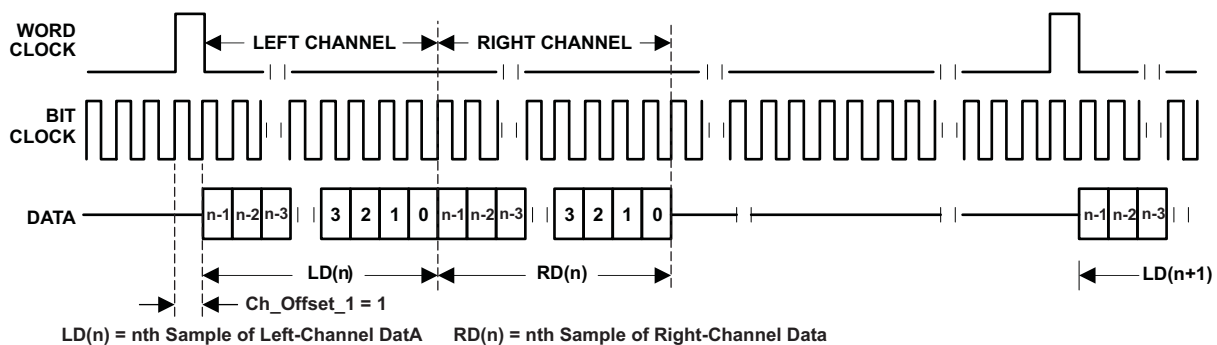 WORD
CLOCK
LEFT CHANNEL
RIGHT CHANNEL
BIT
CLOCK
DATA
n-1 n-2 n-3 3 2 1 0 n-1 n-2 n-3 3 2 1 0 n-1 n-2 n-3
LD(n) RD(n) LD(n+1)
Ch_Offset_1 = 1
LD(n) = nth Sample of Left-Channel DatA RD(n) = nth Sample of Right-Channel Data